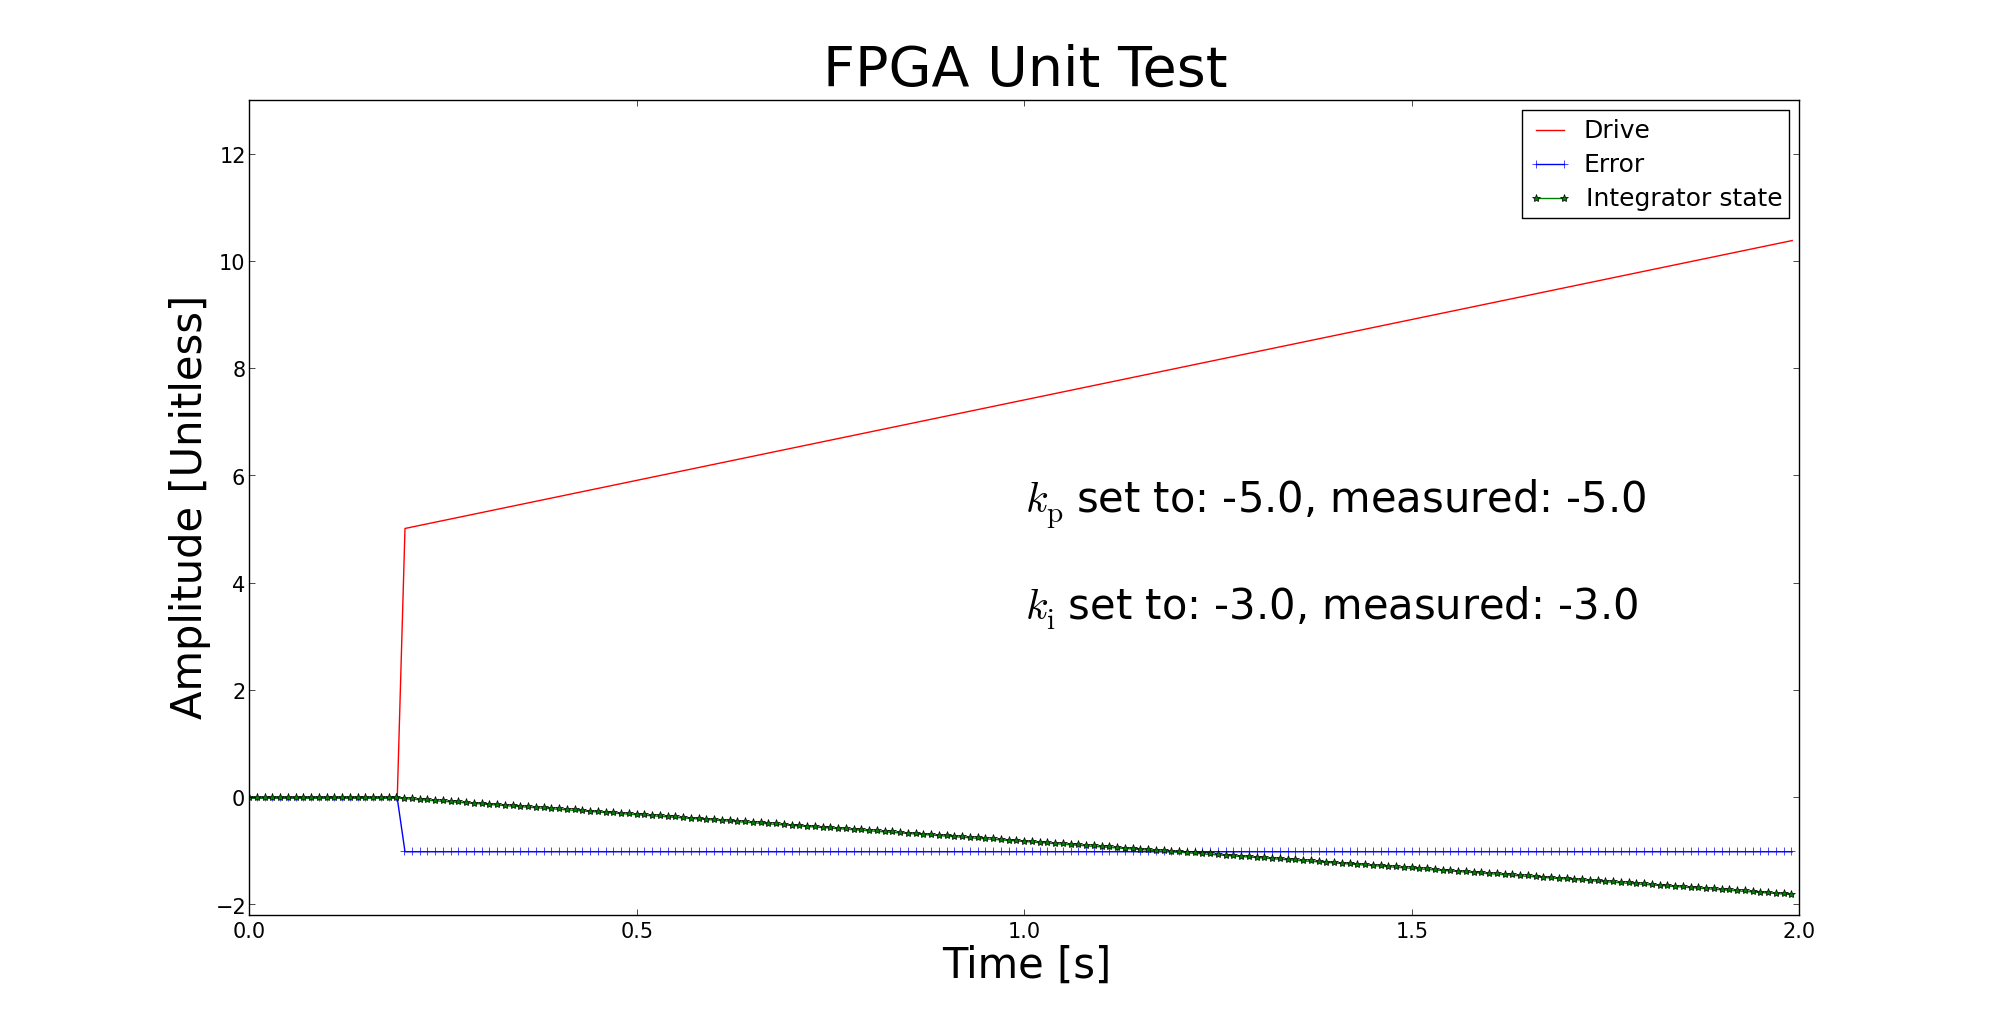 FPGA Unit Test
Drive
Error
Integrator state
12
10
8
6
4
2
0
−2
Amplitude [Unitless]
k_p set to: -5.0, measured: -5.0
k_i set to: -3.0, measured: -3.0
0.0 0.5 1.0 1.5 2.0
Time [s]